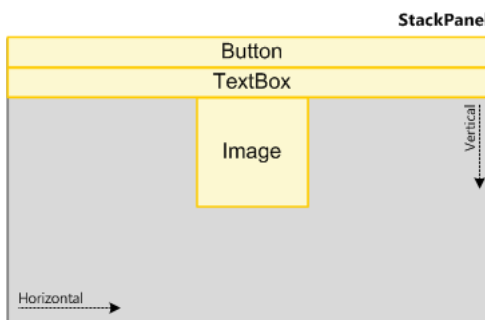 StackPanel
Button
TextBox
Image
Vertical
Horizontal